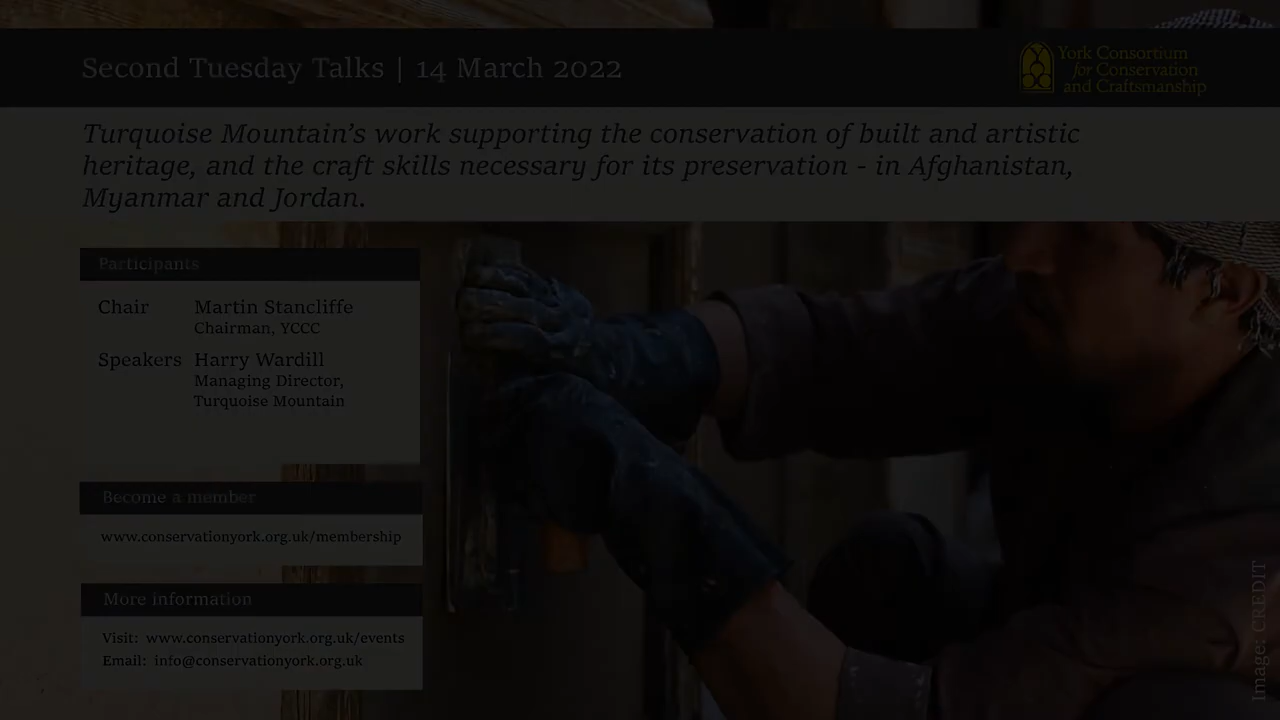 Second Tuesday Talks | 14 March 2022
York Consortium
for Conservation
and Craftsmanship
Turquoise Mountain's work supporting the conservation of built and artistic
heritage, and the craft skills necessary for its preservation - in Afghanistan,
Myanmar and Jordan.
Participants
Chair Martin Stancliffe
Chairman, YCCC
Speakers Harry Wardill
Managing Director,
Turquoise Mountain
Become a member
www.conservationyork.org.uk/membership
More information
Visit: www.conservationyork.org.uk/events
Email: info@conservationyork.org.uk
Image: CREDIT